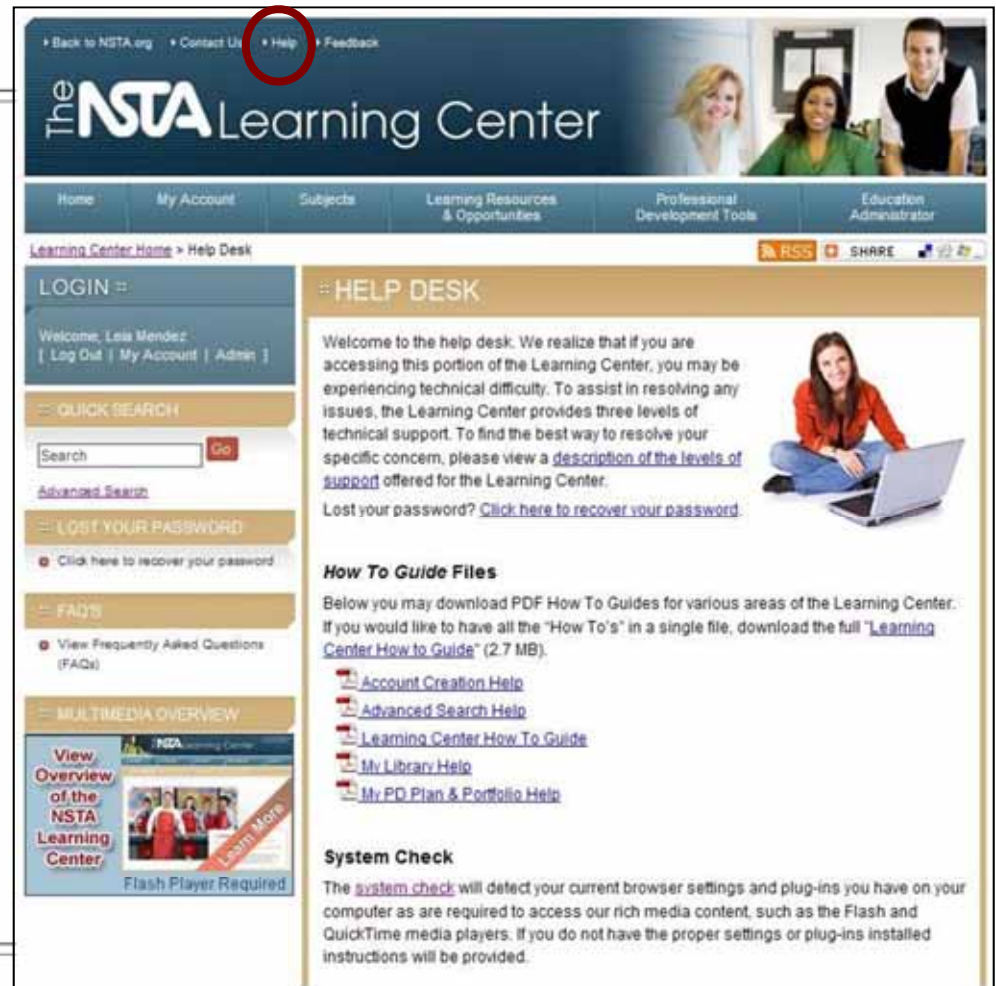 Back to NSTA.org Contact Us Help Feedback
The NSTA Learning Center
Home My Account Subjects Learning Resources & Opportunities Professional Development Tools Education Administrator
Learning Center Home > Help Desk
RSS SHARE
LOGIN ::
Welcome, Leia Mendez
[ Log Out | My Account | Admin ]
:: QUICK SEARCH
Search Go
Advanced Search
:: LOST YOUR PASSWORD
Click here to recover your password
:: FAQ'S
View Frequently Asked Questions
(FAQs)
:: MULTIMEDIA OVERVIEW
View
Overview
of the
NSTA
Learning
Center
NSTA Learning Center
Learn More
Flash Player Required
:: HELP DESK
Welcome to the help desk. We realize that if you are
accessing this portion of the Learning Center, you may be
experiencing technical difficulty. To assist in resolving any
issues, the Learning Center provides three levels of
technical support. To find the best way to resolve your
specific concern, please view a description of the levels of
support offered for the Learning Center.
Lost your password? Click here to recover your password.
How To Guide Files
Below you may download PDF How To Guides for various areas of the Learning Center.
If you would like to have all the "How To's" in a single file, download the full "Learning
Center How to Guide" (2.7 MB).
Account Creation Help
Advanced Search Help
Learning Center How To Guide
My Library Help
My PD Plan & Portfolio Help
System Check
The system check will detect your current browser settings and plug-ins you have on your
computer as are required to access our rich media content, such as the Flash and
QuickTime media players. If you do not have the proper settings or plug-ins installed
instructions will be provided.